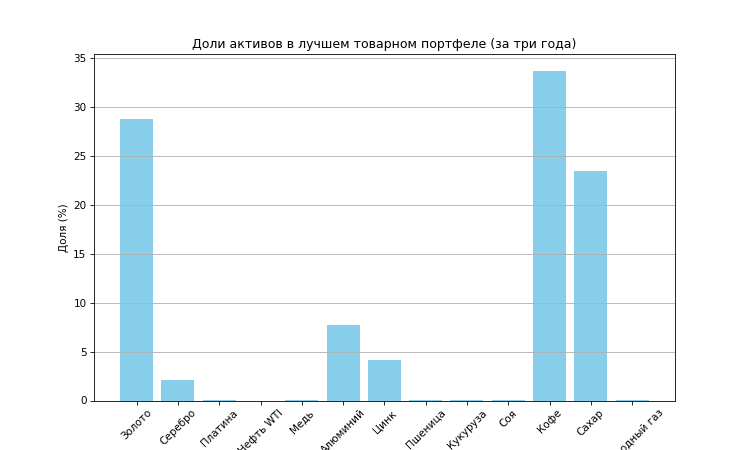 Доли активов в лучшем товарном портфеле (за три года)
Доля (%)
35
30
25
20
15
10
5
0
Золото
Серебро
Платина
Нефть WTI
Медь
Алюминий
Цинк
Пшеница
Кукуруза
Соя
Кофе
Сахар
газ